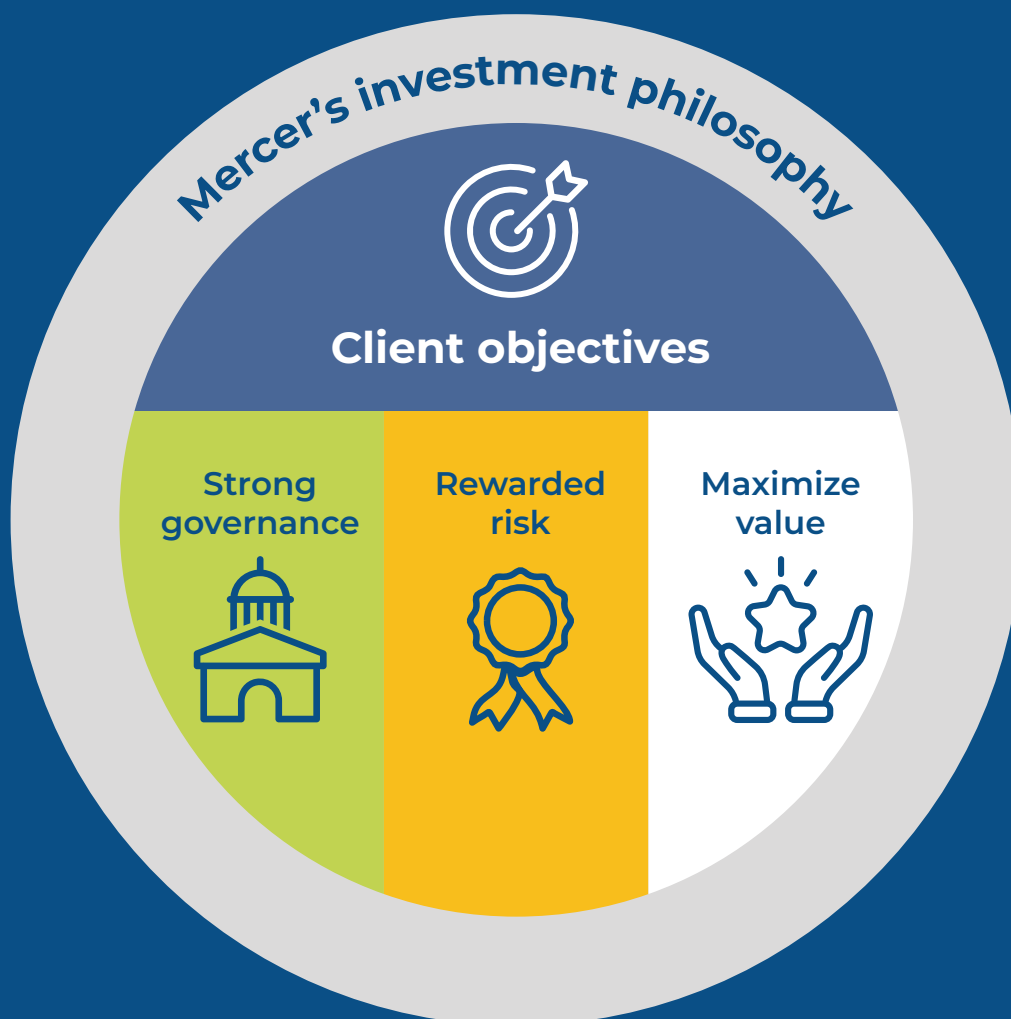 Mercer’s investment philosophy
Client objectives
Strong
governance
Rewarded
risk
Maximize
value